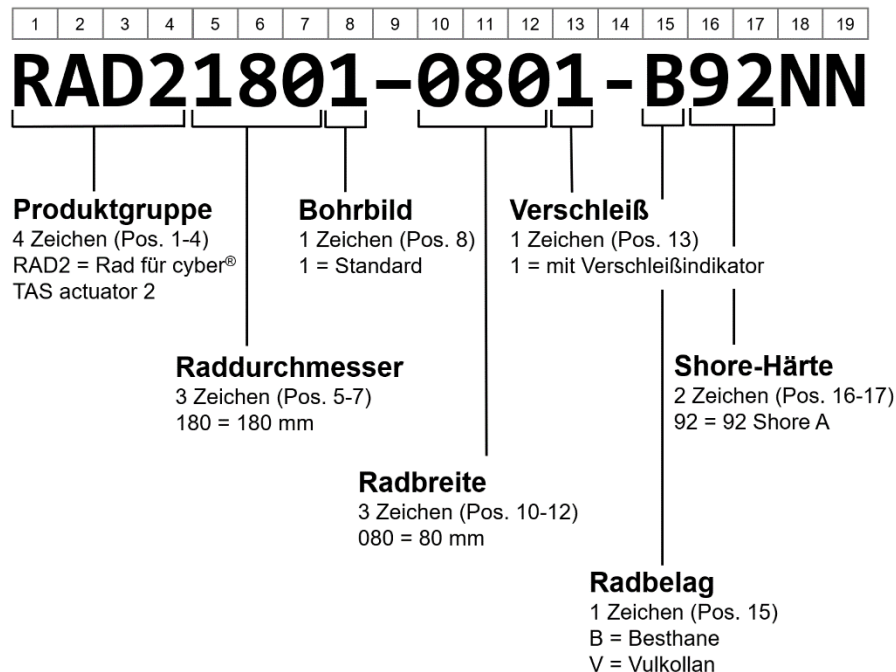 1 2 3 4 5 6 7 8 9 10 11 12 13 14 15 16 17 18 19
RAD21801-0801-B92NN
Produktgruppe
4 Zeichen (Pos. 1-4)
RAD2 = Rad für cyber®
TAS actuator 2
Bohrbild
1 Zeichen (Pos. 8)
1 = Standard
Verschleiß
1 Zeichen (Pos. 13)
1 = mit Verschleißindikator
Raddurchmesser
3 Zeichen (Pos. 5-7)
180 = 180 mm
Shore-Härte
2 Zeichen (Pos. 16-17)
92 = 92 Shore A
Radbreite
3 Zeichen (Pos. 10-12)
080 = 80 mm
Radbelag
1 Zeichen (Pos. 15)
B = Besthane
V = Vulkollan